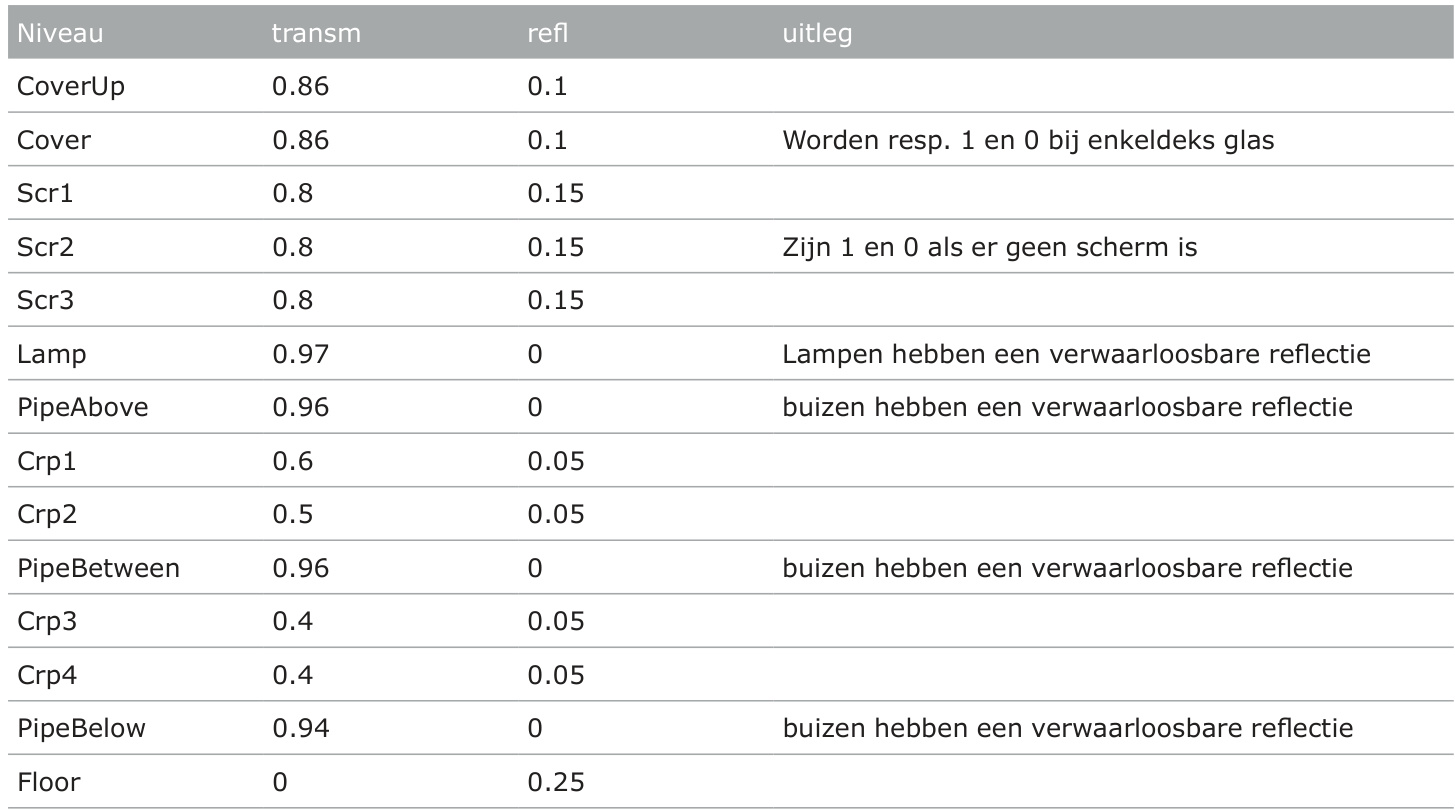 Niveau transm refl uitleg
CoverUp 0.86 0.1
Cover 0.86 0.1 Worden resp. 1 en 0 bij enkeldeks glas
Scr1 0.8 0.15
Scr2 0.8 0.15 Zijn 1 en 0 als er geen scherm is
Scr3 0.8 0.15
Lamp 0.97 0 Lampen hebben een verwaarloosbare reflectie
PipeAbove 0.96 0 buizen hebben een verwaarloosbare reflectie
Crp1 0.6 0.05
Crp2 0.5 0.05
PipeBetween 0.96 0 buizen hebben een verwaarloosbare reflectie
Crp3 0.4 0.05
Crp4 0.4 0.05
PipeBelow 0.94 0 buizen hebben een verwaarloosbare reflectie
Floor 0 0.25